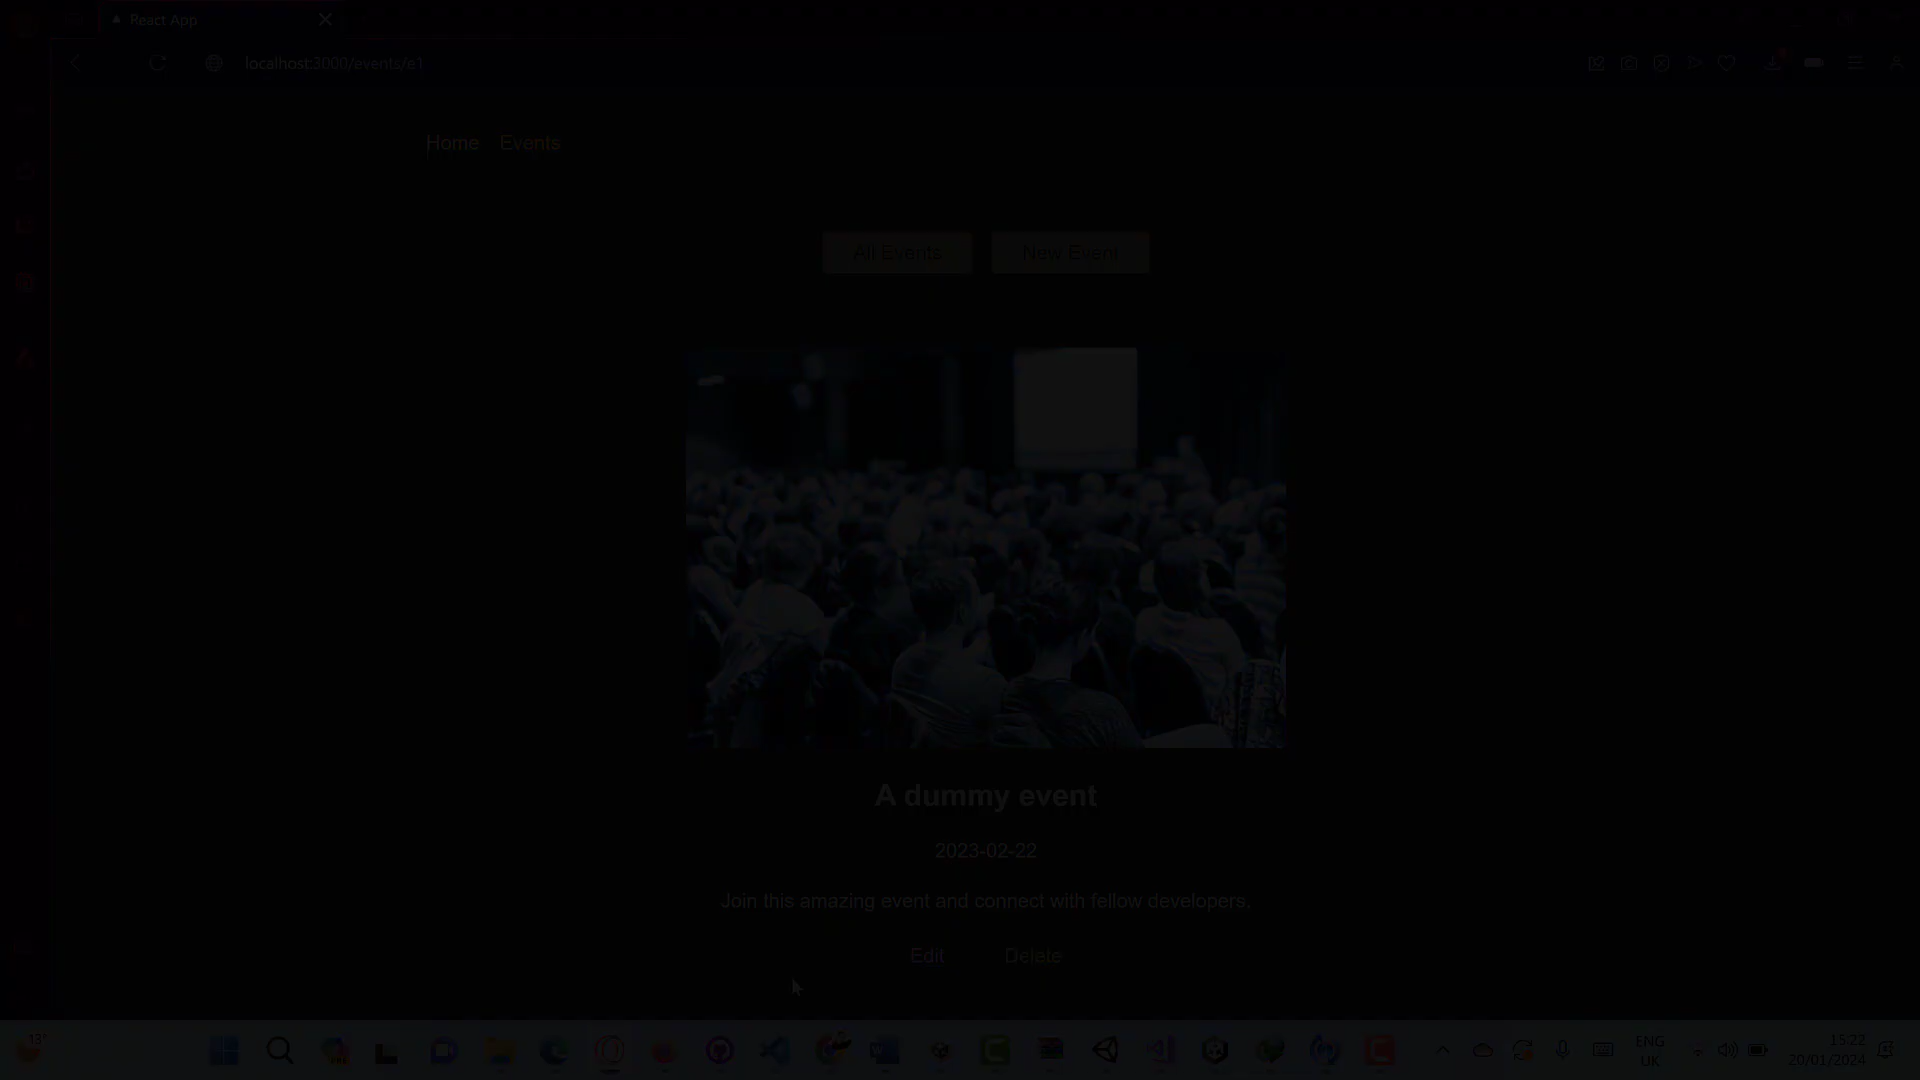 React App
localhost:3000/events/e1
Home Events
All Events New Event
A dummy event
2023-02-22
Join this amazing event and connect with fellow developers.
Edit Delete
13°
ENG
UK
15:22
20/01/2024